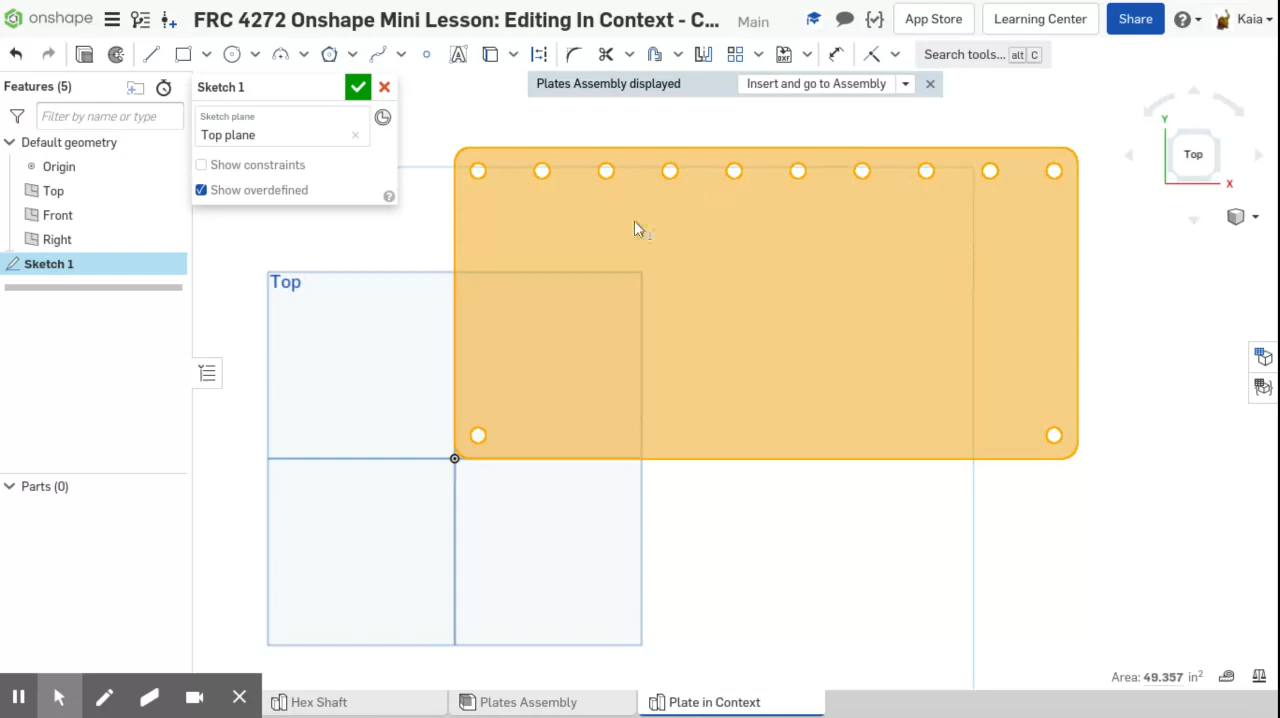 onshape
FRC 4272 Onshape Mini Lesson: Editing In Context - C... Main
App Store
Learning Center
Share
Kaia
Search tools... alt C
Features (5)
Filter by name or type
Default geometry
Origin
Top
Front
Right
Sketch 1
Parts (0)
Sketch 1
Sketch plane
Top plane
Show constraints
Show overdefined
Plates Assembly displayed
Insert and go to Assembly
Y
Top
X
Top
Area: 49.357 in²
Hex Shaft
Plates Assembly
Plate in Context